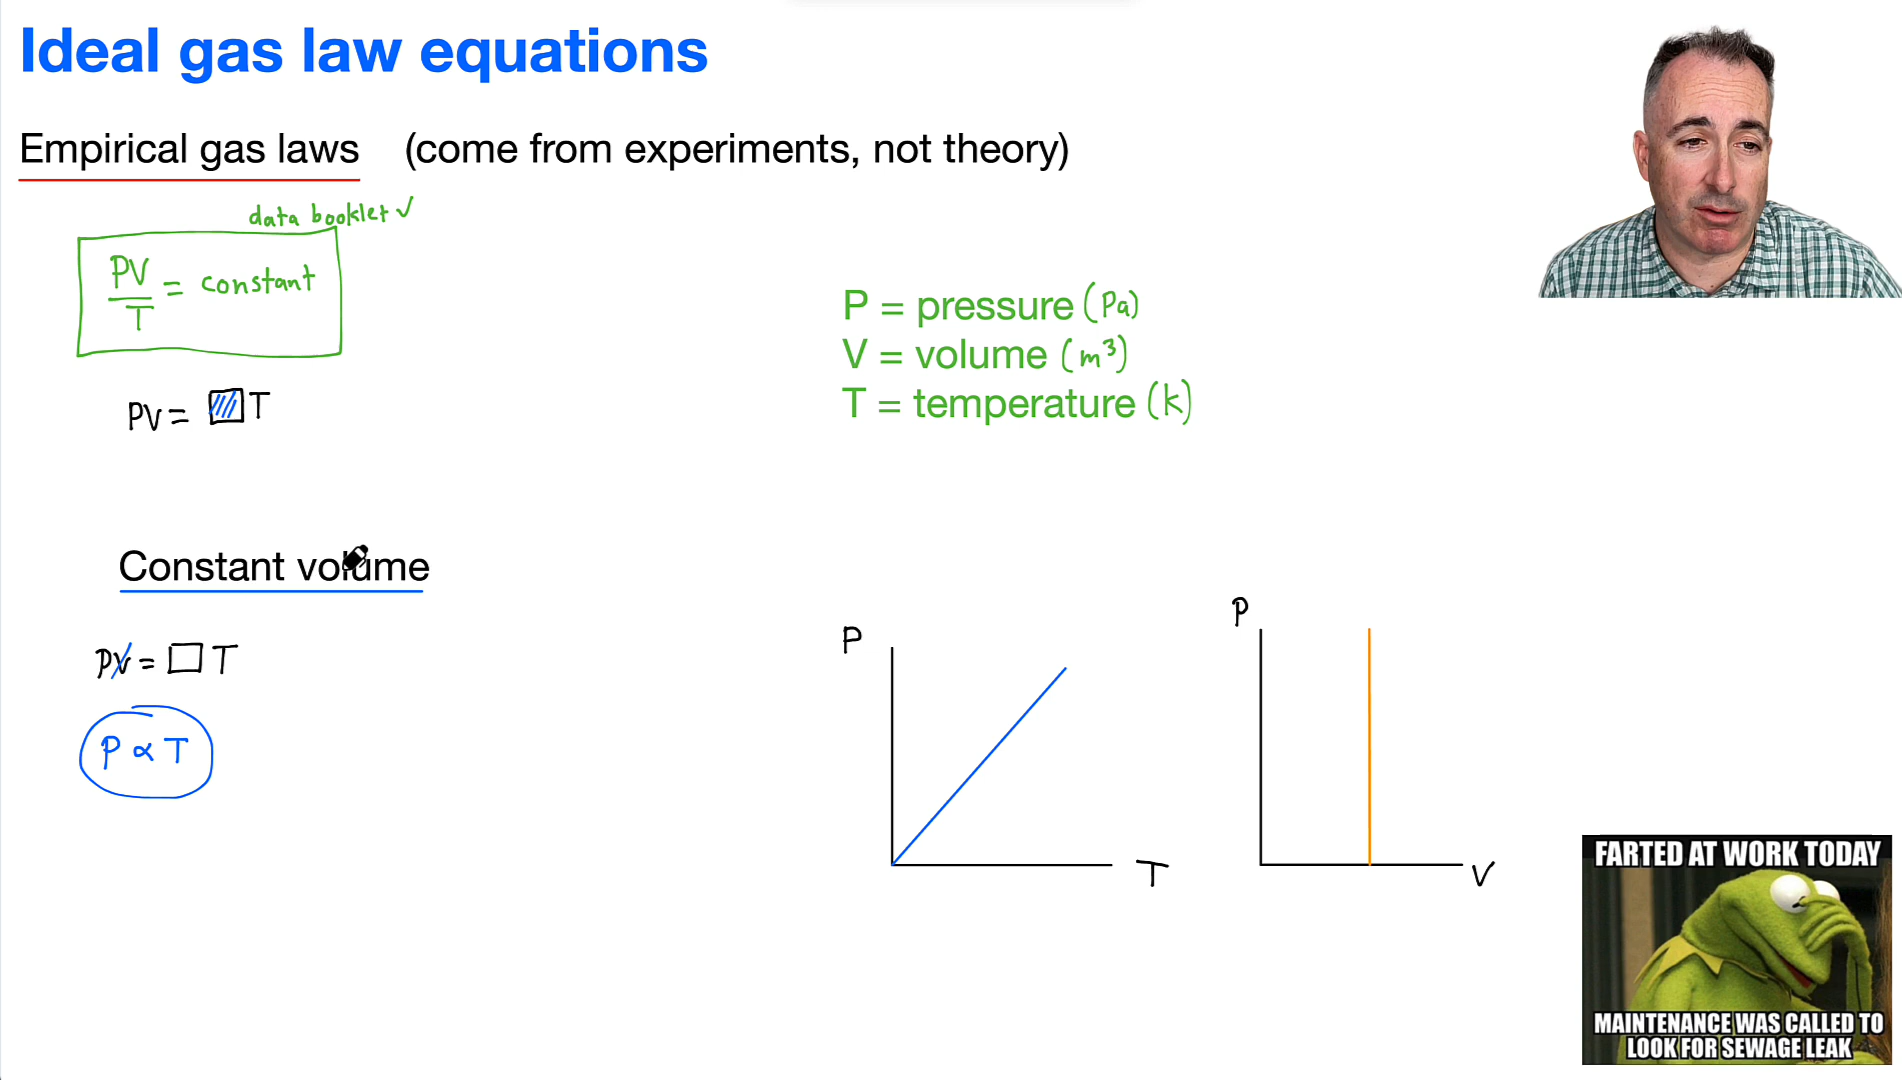 Ideal gas law equations
Empirical gas laws (come from experiments, not theory)
data booklet ✓
PV
T
= constant
PV = T
P = pressure (Pa)
V = volume (m³)
T = temperature (k)
Constant volume
PV = T
P ∝ T
P
T
P
V
FARTED AT WORK TODAY
MAINTENANCE WAS CALLED TO
LOOK FOR SEWAGE LEAK